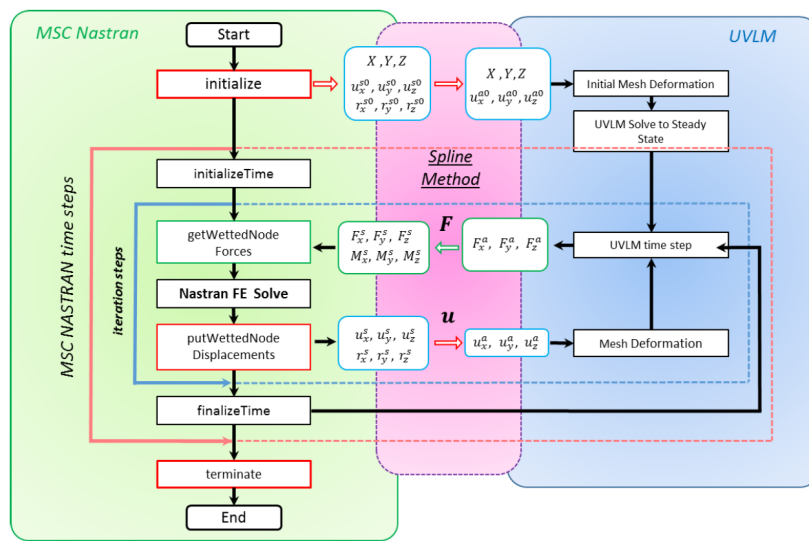 MSC Nastran
UVLM
Start
initialize
X ,Y, Z
u_x^{s0}, u_y^{s0}, u_z^{s0}
r_x^{s0}, r_y^{s0}, r_z^{s0}
X ,Y, Z
u_x^{a0}, u_y^{a0}, u_z^{a0}
Initial Mesh Deformation
UVLM Solve to Steady
State
Spline
Method
MSC NASTRAN time steps
iteration steps
initializeTime
getWettedNode
Forces
F_x^s, F_y^s, F_z^s
M_x^s, M_y^s, M_z^s
F
F_x^a, F_y^a, F_z^a
UVLM time step
Nastran FE Solve
putWettedNode
Displacements
u_x^s, u_y^s, u_z^s
r_x^s, r_y^s, r_z^s
u
u_x^a, u_y^a, u_z^a
Mesh Deformation
finalizeTime
terminate
End